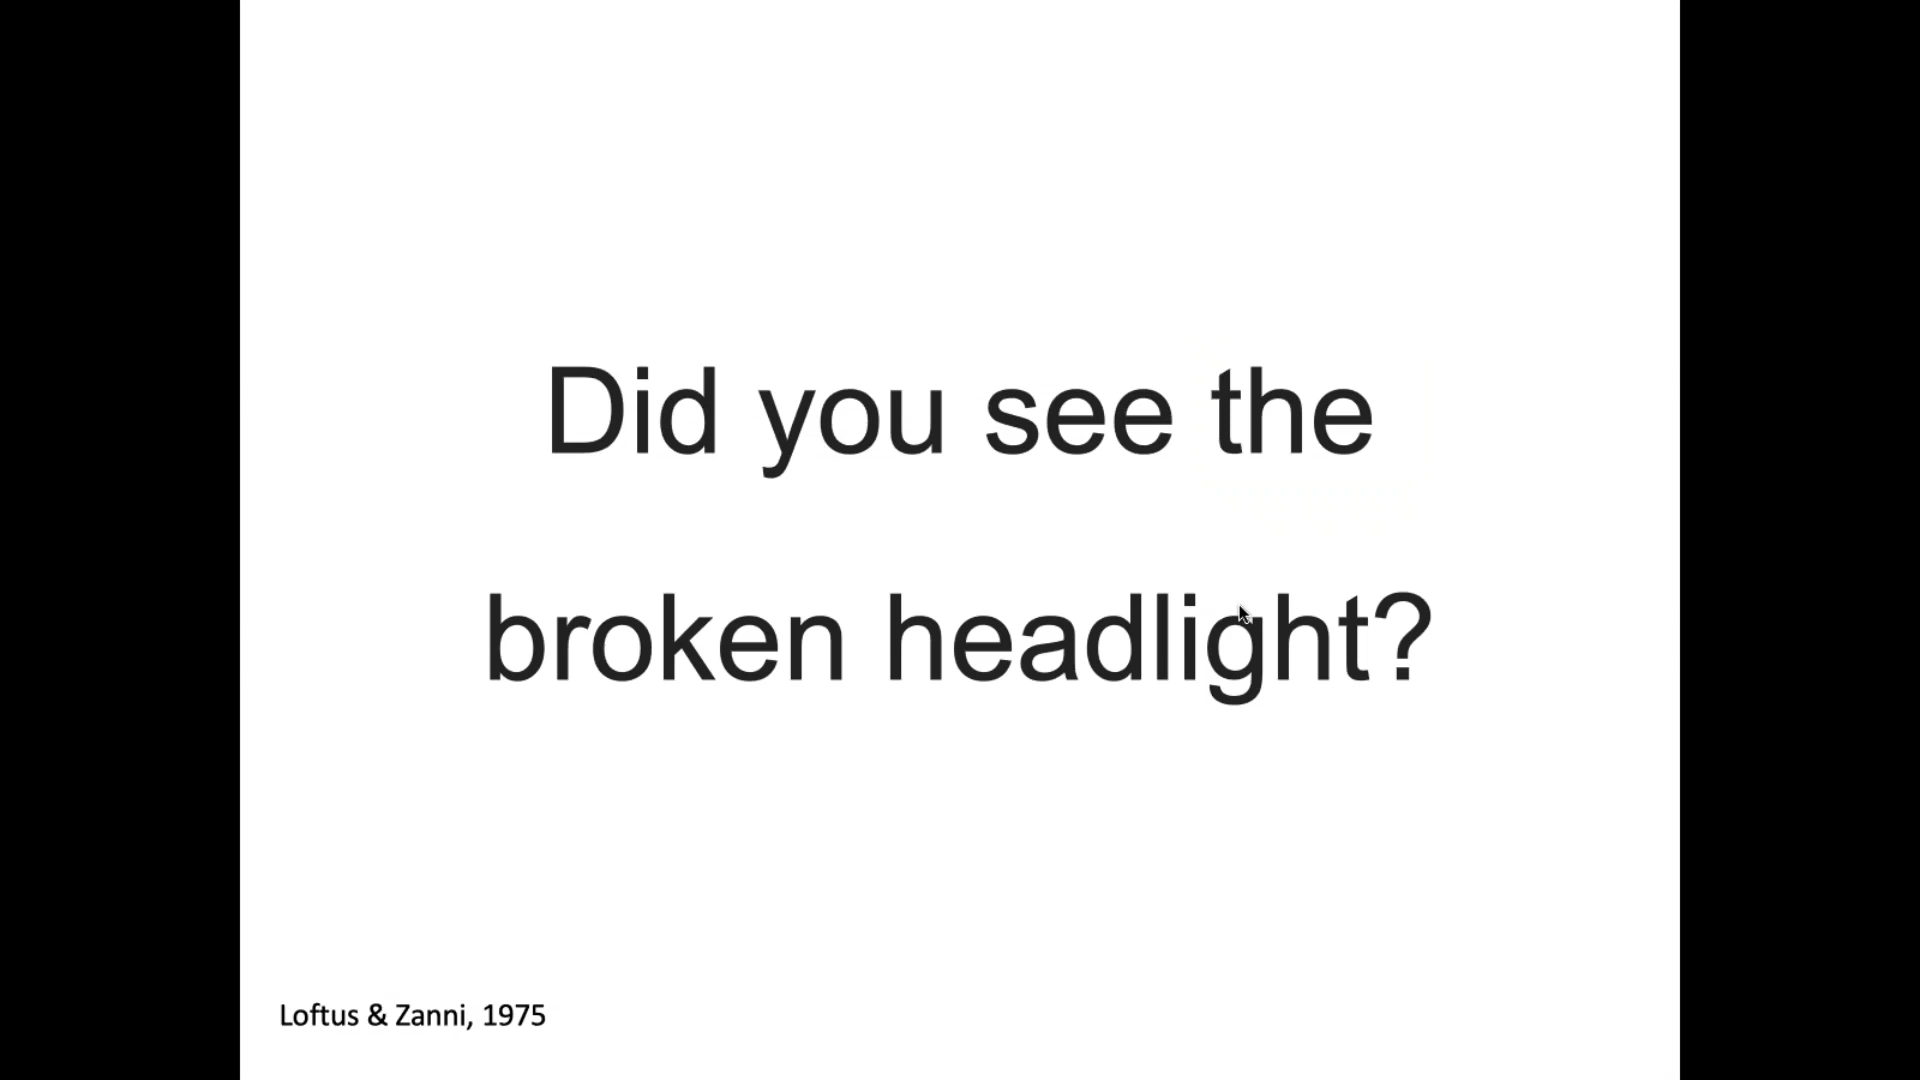 Did you see the
broken headlight?
Loftus & Zanni, 1975